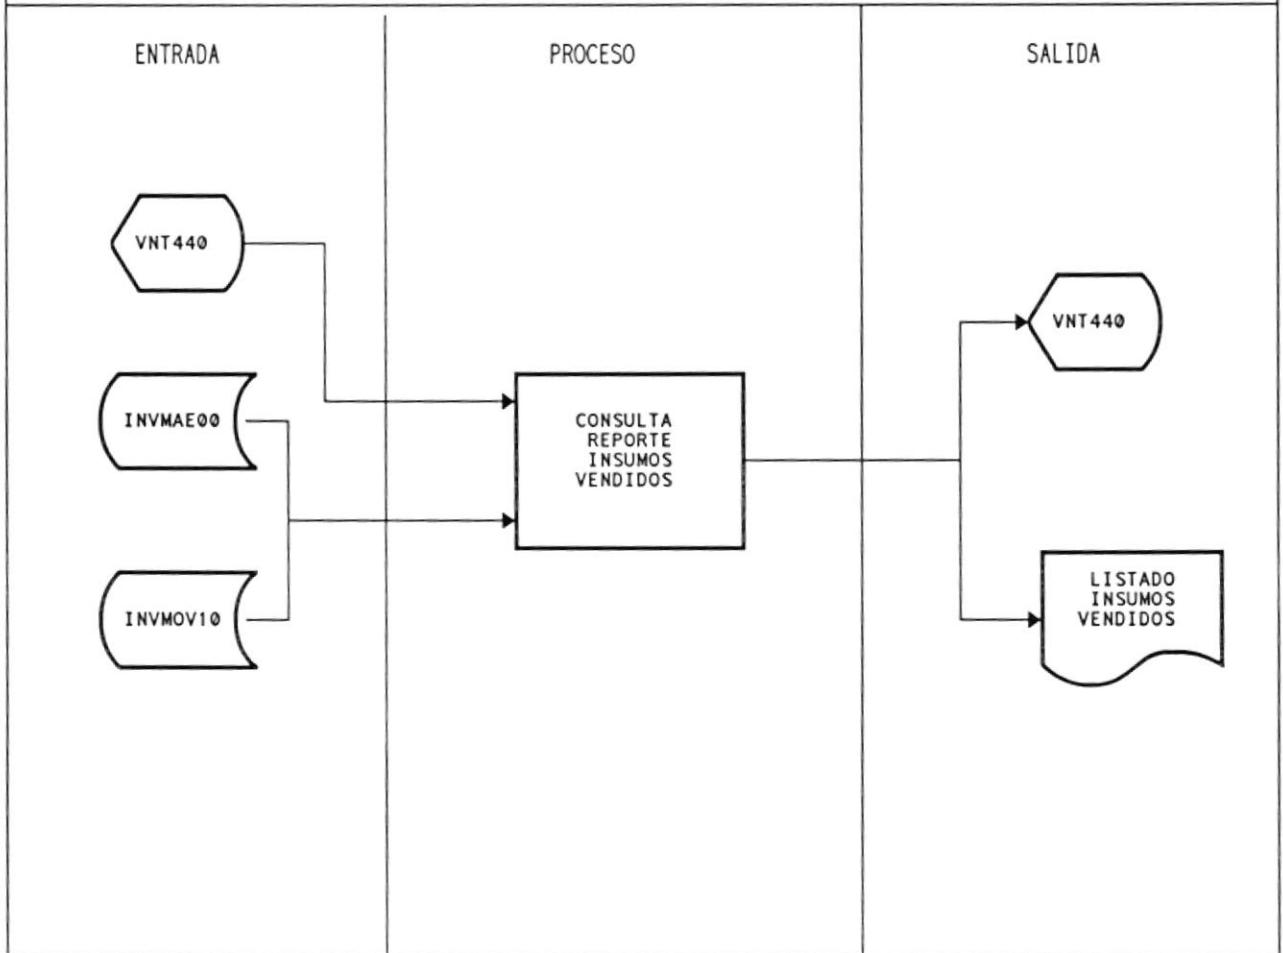 ENTRADA
PROCESO
SALIDA
VNT440
INVMAE00
INVMOV10
CONSULTA
REPORTE
INSUMOS
VENDIDOS
VNT440
LISTADO
INSUMOS
VENDIDOS